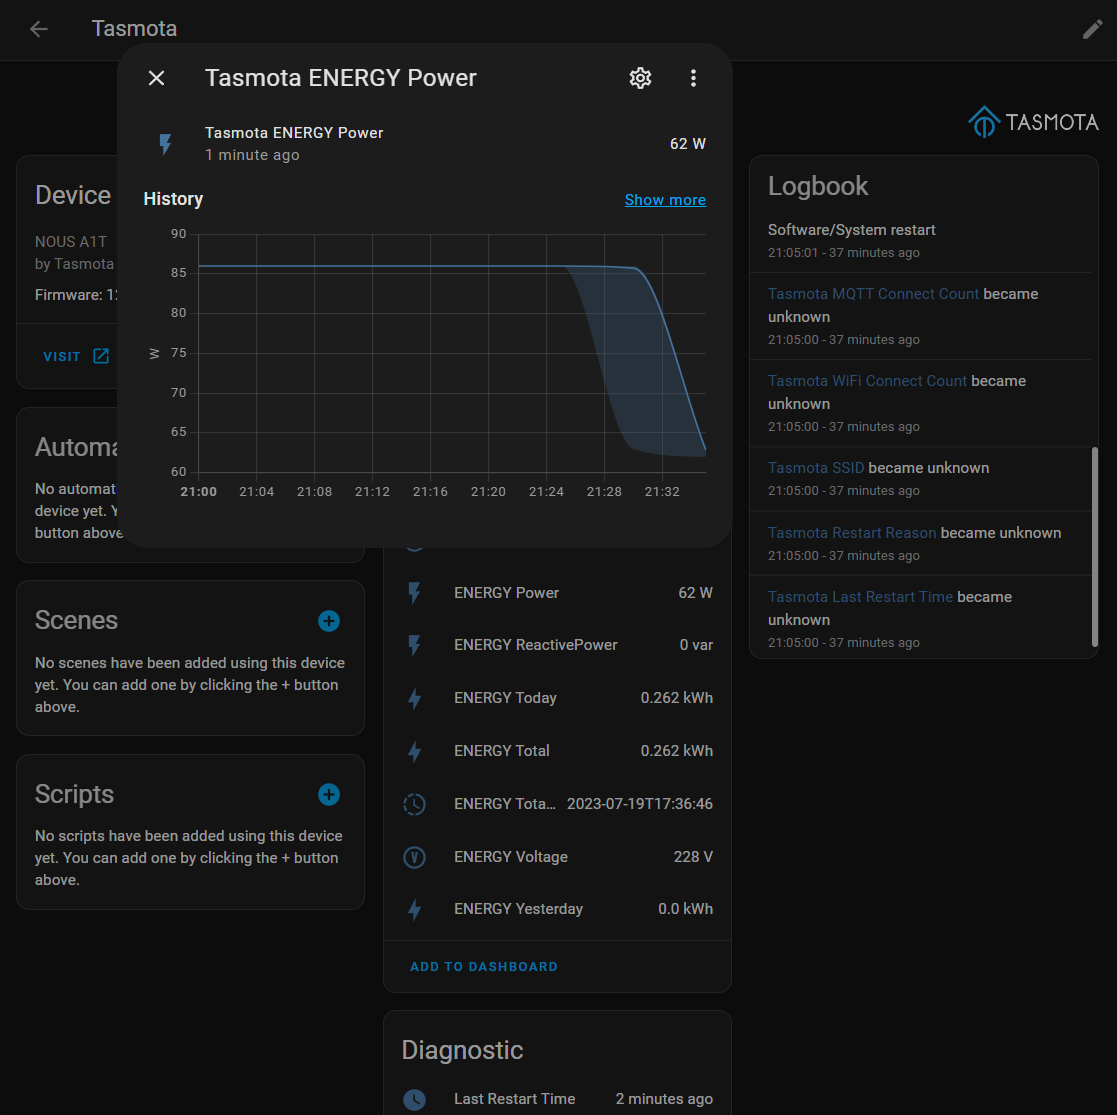 Tasmota
Tasmota ENERGY Power
Tasmota ENERGY Power
1 minute ago
62 W
History
Show more
90
85
80
75
70
65
60
W
21:00
21:04
21:08
21:12
21:16
21:20
21:24
21:28
21:32
Device
NOUS A1T
by Tasmota
Firmware:
VISIT
No
device yet.
button above
Scenes
No scenes have been added using this device
yet. You can add one by clicking the + button
above.
Scripts
No scripts have been added using this device
yet. You can add one by clicking the + button
above.
ENERGY Power
62 W
ENERGY ReactivePower
0 var
ENERGY Today
0.262 kWh
ENERGY Total
0.262 kWh
ENERGY Tota...
2023-07-19T17:36:46
V
ENERGY Voltage
228 V
ENERGY Yesterday
0.0 kWh
ADD TO DASHBOARD
Diagnostic
Last Restart Time
2 minutes ago
TASMOTA
Logbook
Software/System restart
21:05:01 - 37 minutes ago
Tasmota MQTT Connect Count became
unknown
21:05:00 - 37 minutes ago
Tasmota WiFi Connect Count became
unknown
21:05:00 - 37 minutes ago
Tasmota SSID became unknown
21:05:00 - 37 minutes ago
Tasmota Restart Reason became unknown
21:05:00 - 37 minutes ago
Tasmota Last Restart Time became
unknown
21:05:00 - 37 minutes ago